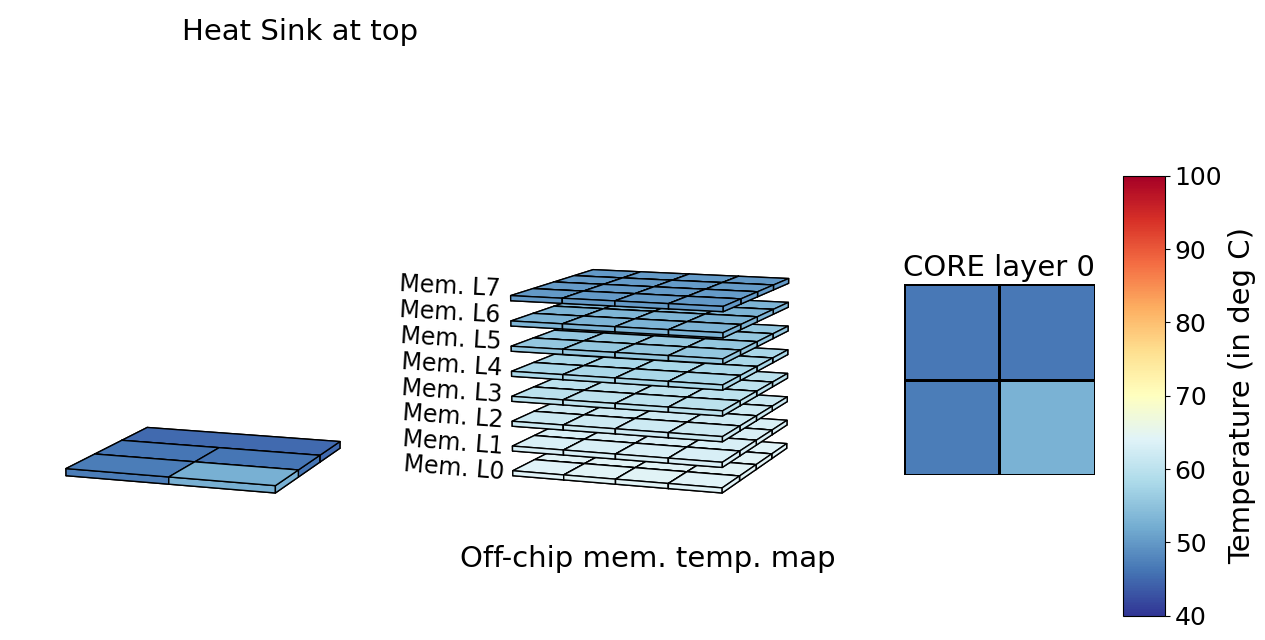 Heat Sink at top
Mem. L7
Mem. L6
Mem. L5
Mem. L4
Mem. L3
Mem. L2
Mem. L1
Mem. L0
Off-chip mem. temp. map
CORE layer 0
100
90
80
70
60
50
40
Temperature (in deg C)